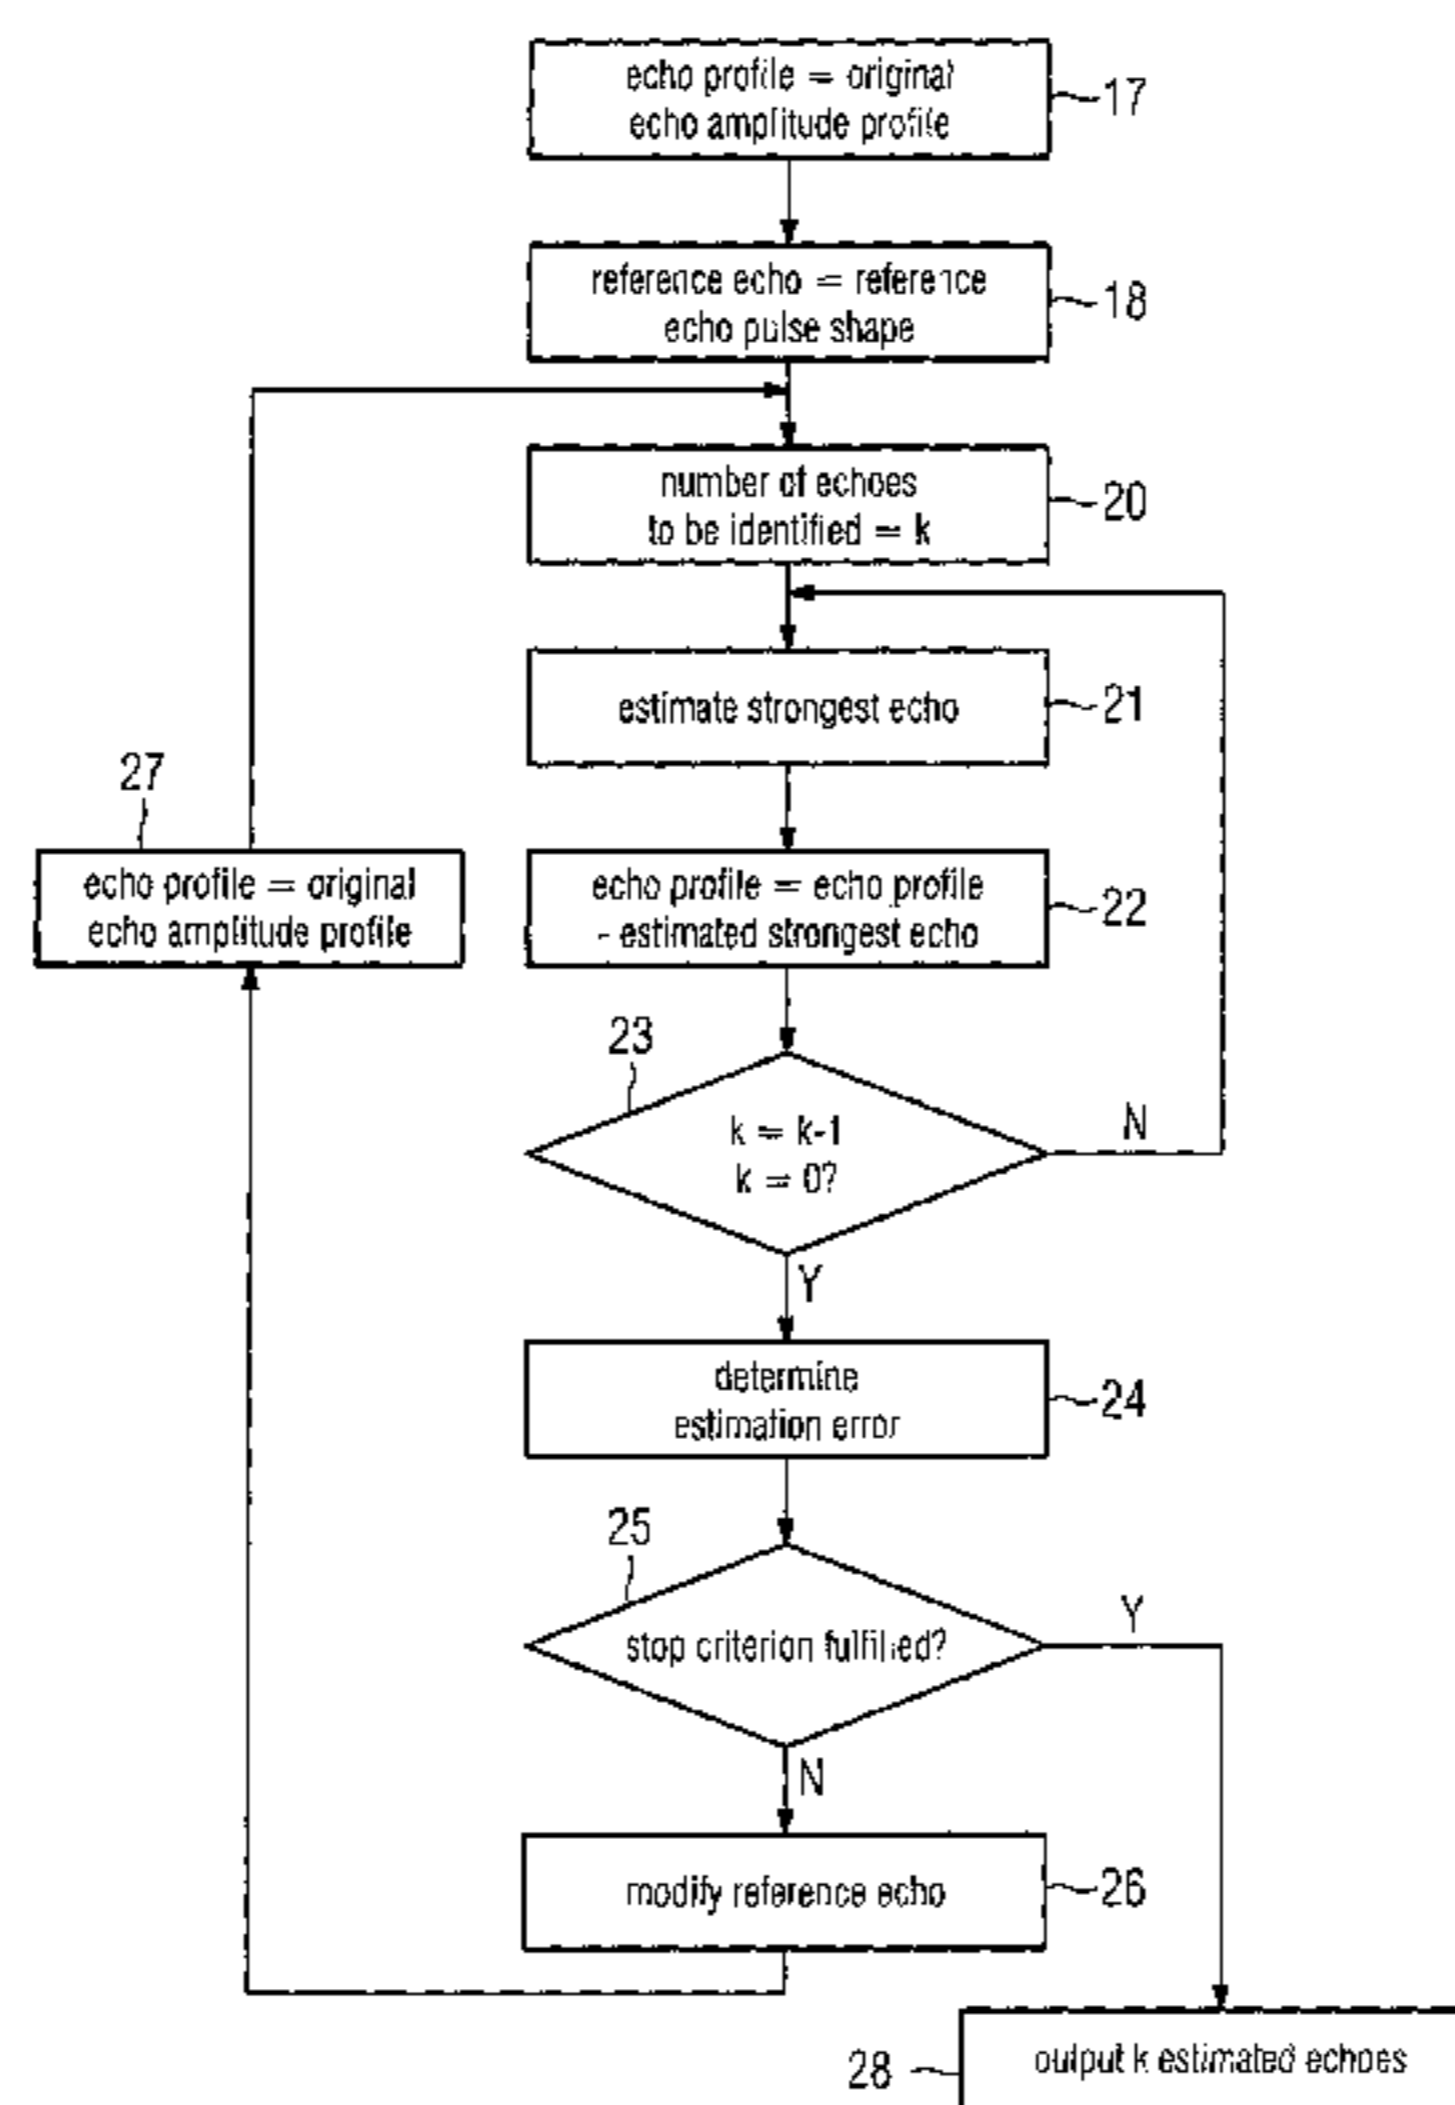 echo profile = original
echo amplitude profile
17
reference echo = reference
echo pulse shape
18
number of echoes
to be identified = k
20
estimate strongest echo
21
27
echo profile = original
echo amplitude profile
echo profile = echo profile
- estimated strongest echo
22
23
k = k-1
k = 0?
N
Y
determine
estimation error
24
25
stop criterion fulfilled?
Y
N
modify reference echo
26
28
output k estimated echoes